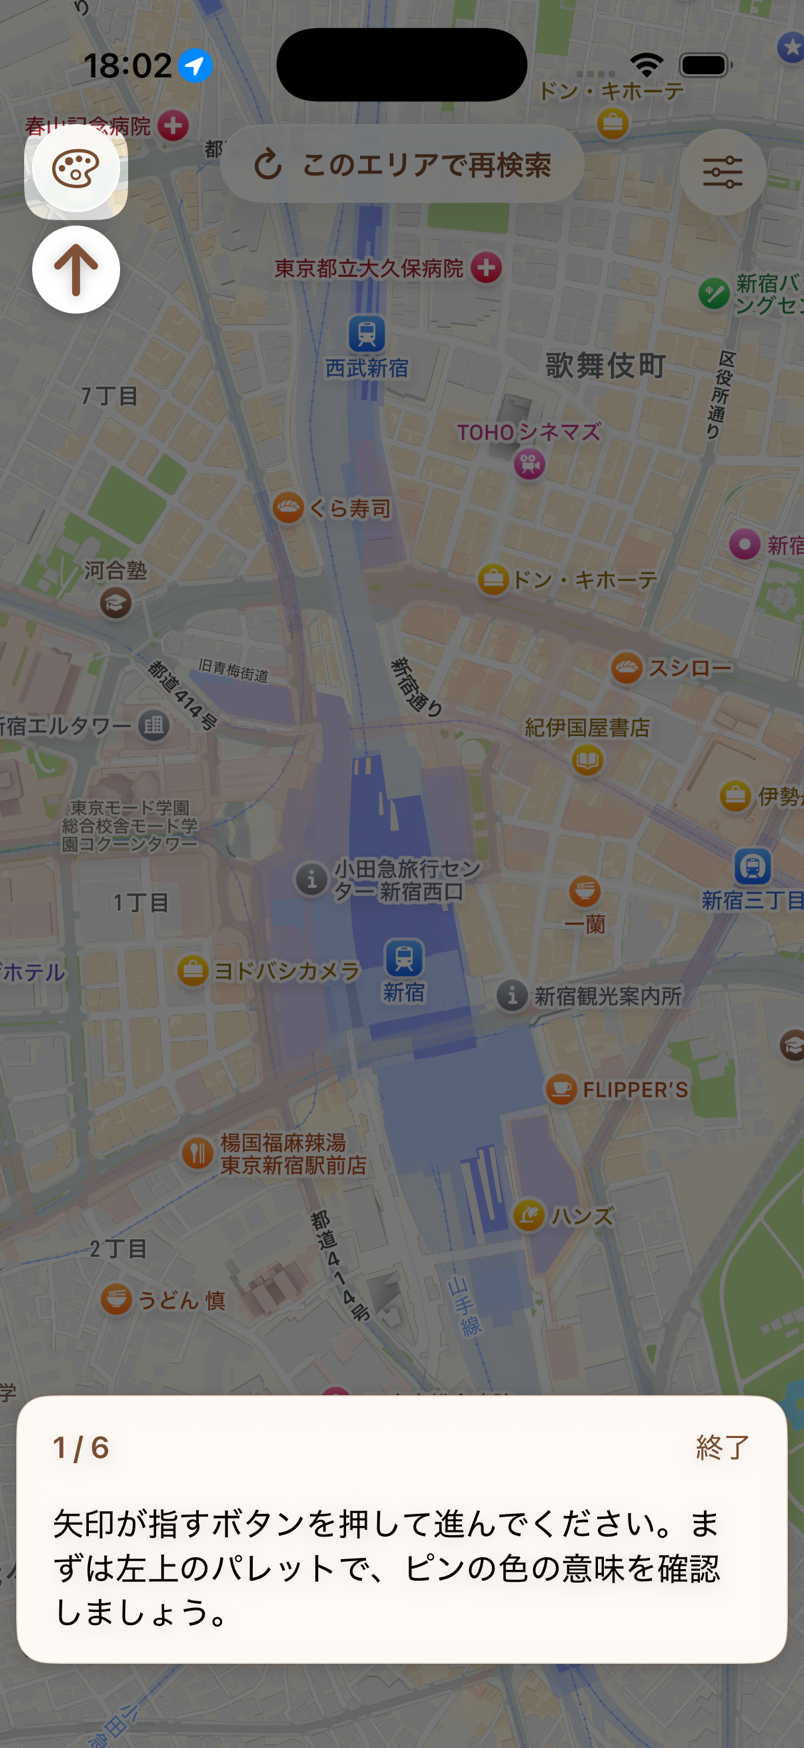 18:02
ドン・キホーテ
春山記念病院
都
このエリアで再検索
東京都立大久保病院
新宿バ
ングセン
西武新宿
歌舞伎町
区役所通り
7丁目
TOHOシネマズ
くら寿司
新宿
河合塾
ドン・キホーテ
旧青梅街道
都道414号
新宿通り
スシロー
宿エルタワー
紀伊国屋書店
伊勢
東京モード学園
総合校舎モード学
園コクーンタワー
小田急旅行セン
ター 新宿西口
1丁目
新宿三丁目
一蘭
ホテル
ヨドバシカメラ
新宿
新宿観光案内所
FLIPPER'S
楊国福麻辣湯
東京新宿駅前店
ハンズ
都道414号
2丁目
山手線
うどん 慎
学
1 / 6
終了
矢印が指すボタンを押して進んでください。ま
ずは左上のパレットで、ピンの色の意味を確認
しましょう。
小田急